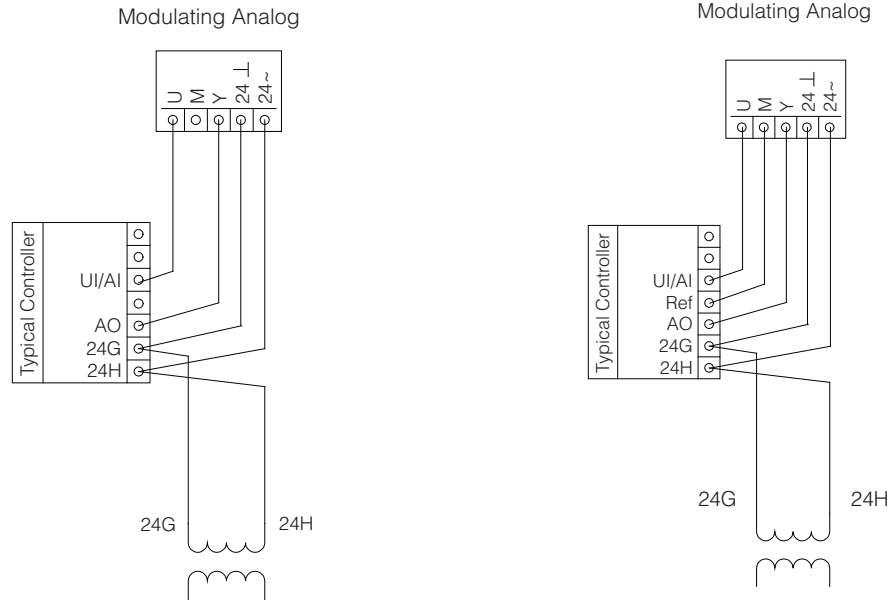 Modulating Analog
U
M
Y
24 ⊥
24~
Typical Controller
UI/AI
AO
24G
24H
24G
24H
Modulating Analog
U
M
Y
24 ⊥
24~
Typical Controller
UI/AI
Ref
AO
24G
24H
24G
24H